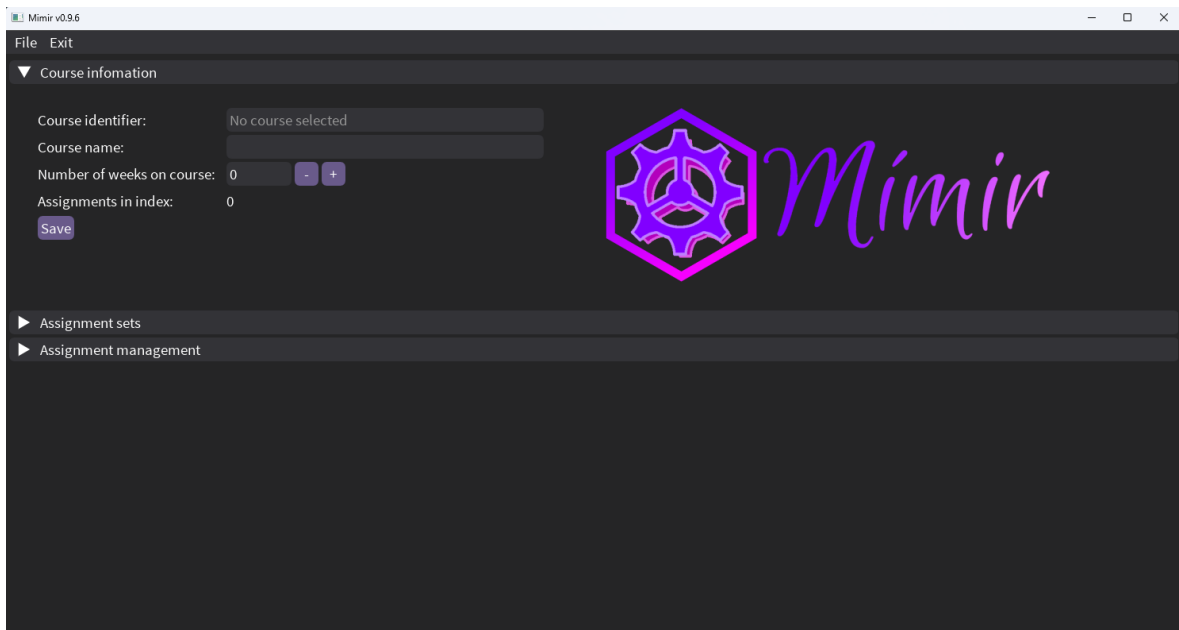 Mimir v0.9.6
File Exit
Course infomation
Course identifier: No course selected
Course name:
Number of weeks on course: 0 - +
Assignments in index: 0
Save
Mímir
Assignment sets
Assignment management